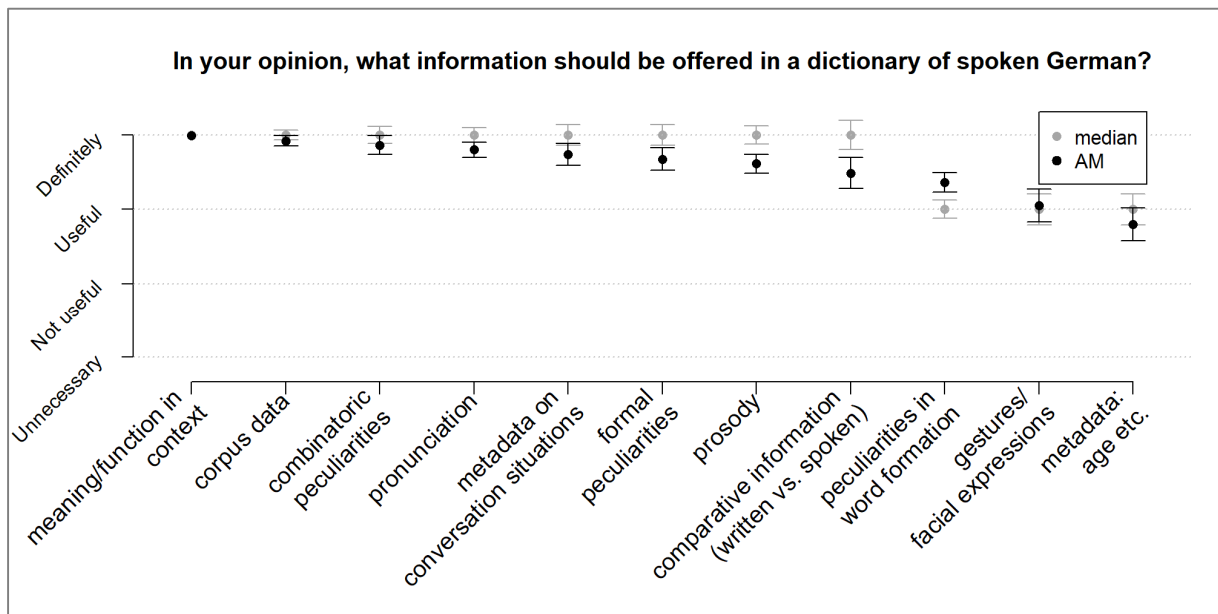 In your opinion, what information should be offered in a dictionary of spoken German?
median
AM
Definitely
Useful
Not useful
Unnecessary
meaning/function in
context
corpus data
combinatoric
peculiarities
pronunciation
metadata on
conversation situations
formal
peculiarities
prosody
comparative information
(written vs. spoken)
peculiarities in
word formation
gestures/
facial expressions
metadata:
age etc.